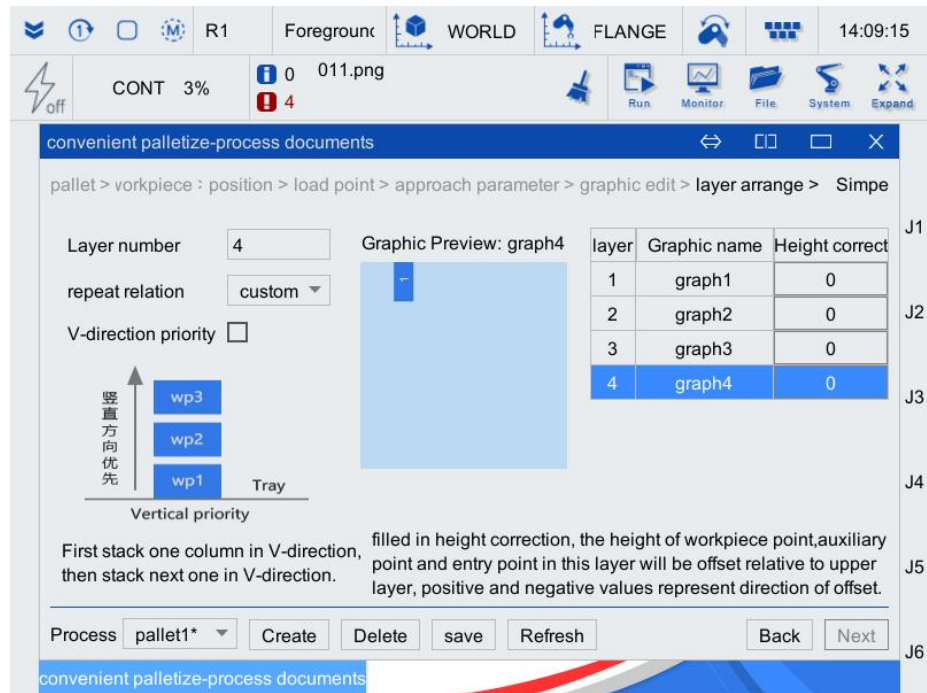 R1 Foreground WORLD FLANGE 14:09:15
off CONT 3% 0 011.png
4
Run Monitor File System Expand
convenient palletize-process documents
pallet > vorkpiece : position > load point > approach parameter > graphic edit > layer arrange > Simpe
J1
Layer number 4
Graphic Preview: graph4
layer Graphic name Height correct
1 graph1 0
repeat relation custom
2 graph2 0
J2
V-direction priority
3 graph3 0
4 graph4 0
J3
竖直方向优先
wp3
wp2
wp1
Tray
J4
Vertical priority
First stack one column in V-direction,
then stack next one in V-direction.
filled in height correction, the height of workpiece point,auxiliary
point and entry point in this layer will be offset relative to upper
layer, positive and negative values represent direction of offset.
J5
Process pallet1* Create Delete save Refresh Back Next
J6
convenient palletize-process documents